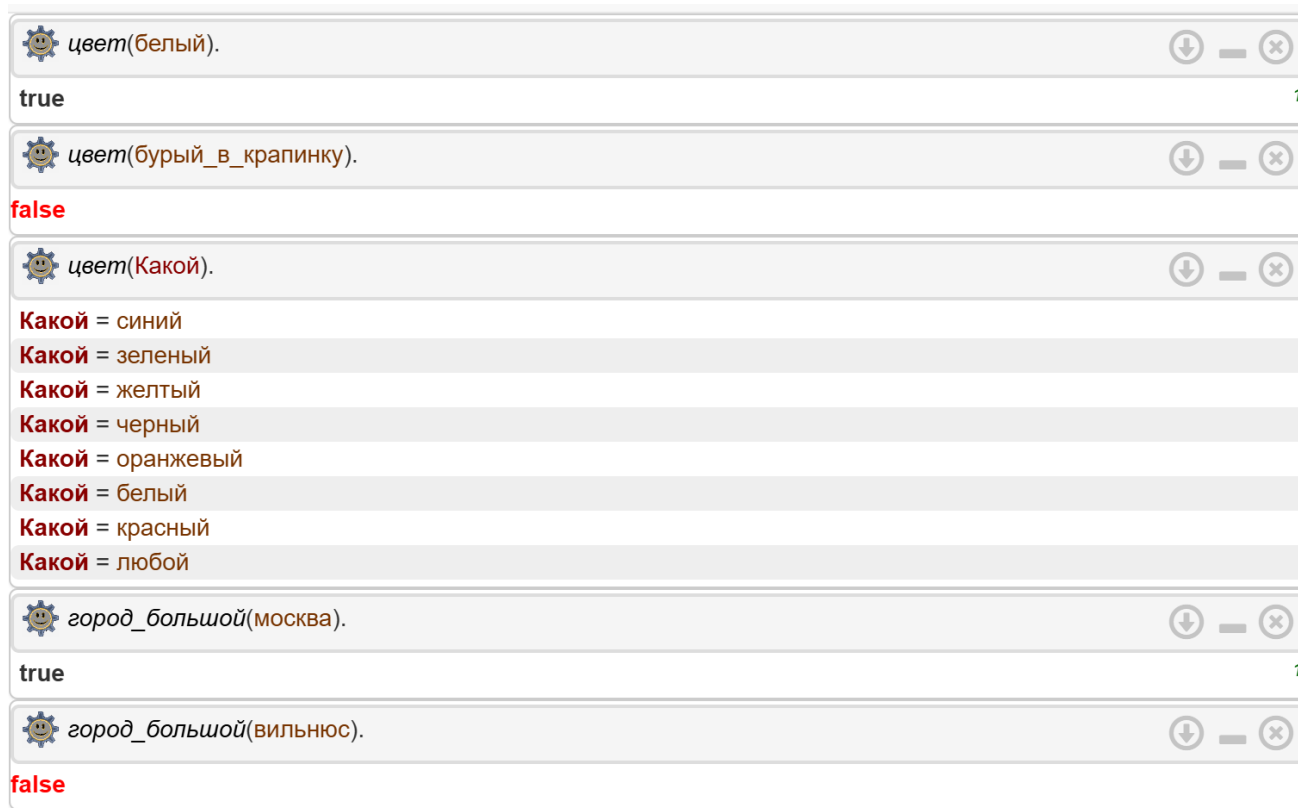 цвет(белый).
true
цвет(бурый_в_крапинку).
false
цвет(Какой).
Какой = синий
Какой = зеленый
Какой = желтый
Какой = черный
Какой = оранжевый
Какой = белый
Какой = красный
Какой = любой
город_большой(москва).
true
город_большой(вильнюс).
false